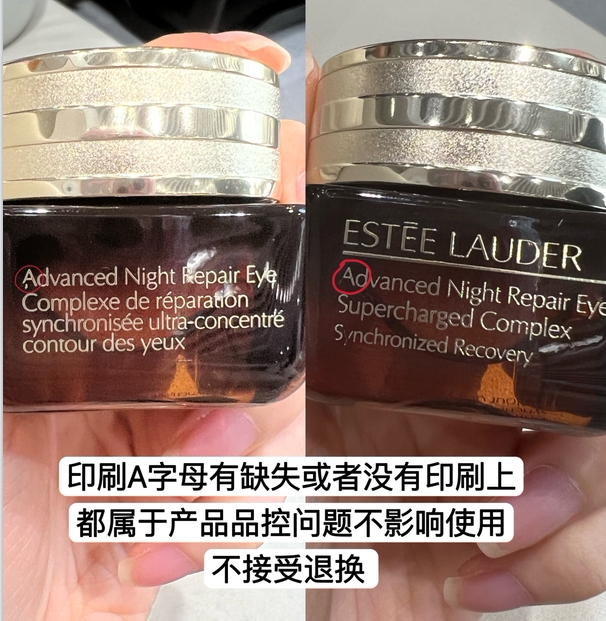 Advanced Night Repair Eye
Complexe de réparation
synchronisée ultra-concentré
contour des yeux
ESTĒE LAUDER
Advanced Night Repair Eye
Supercharged Complex
Synchronized Recovery
印刷A字母有缺失或者没有印刷上
都属于产品品控问题不影响使用
不接受退换